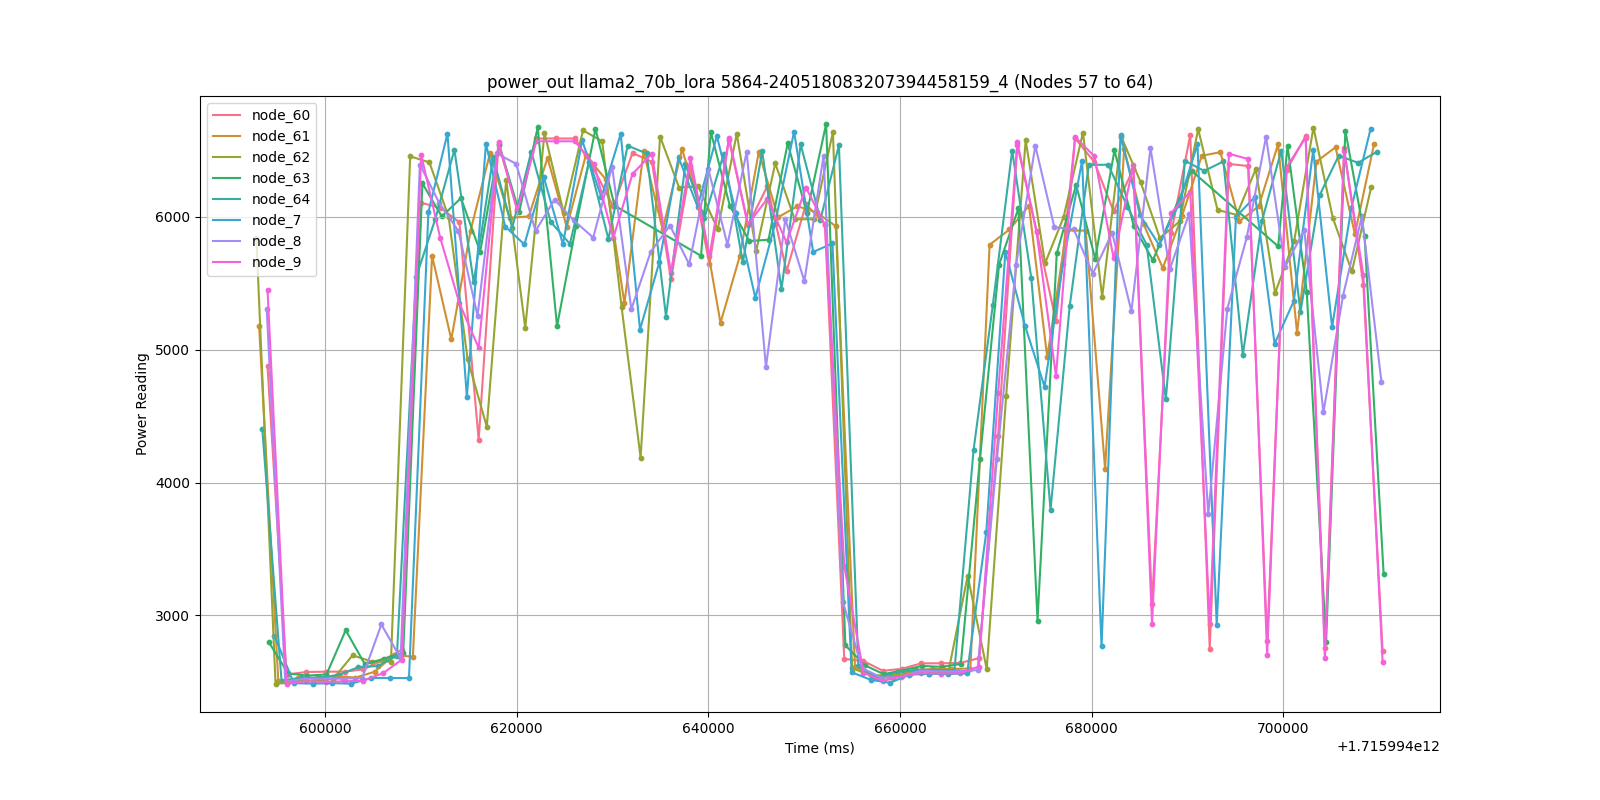 power_out llama2_70b_lora 5864-240518083207394458159_4 (Nodes 57 to 64)
node_60
node_61
node_62
node_63
node_64
node_7
node_8
node_9
Power Reading
6000
5000
4000
3000
600000 620000 640000 660000 680000 700000
Time (ms)
+1.715994e12